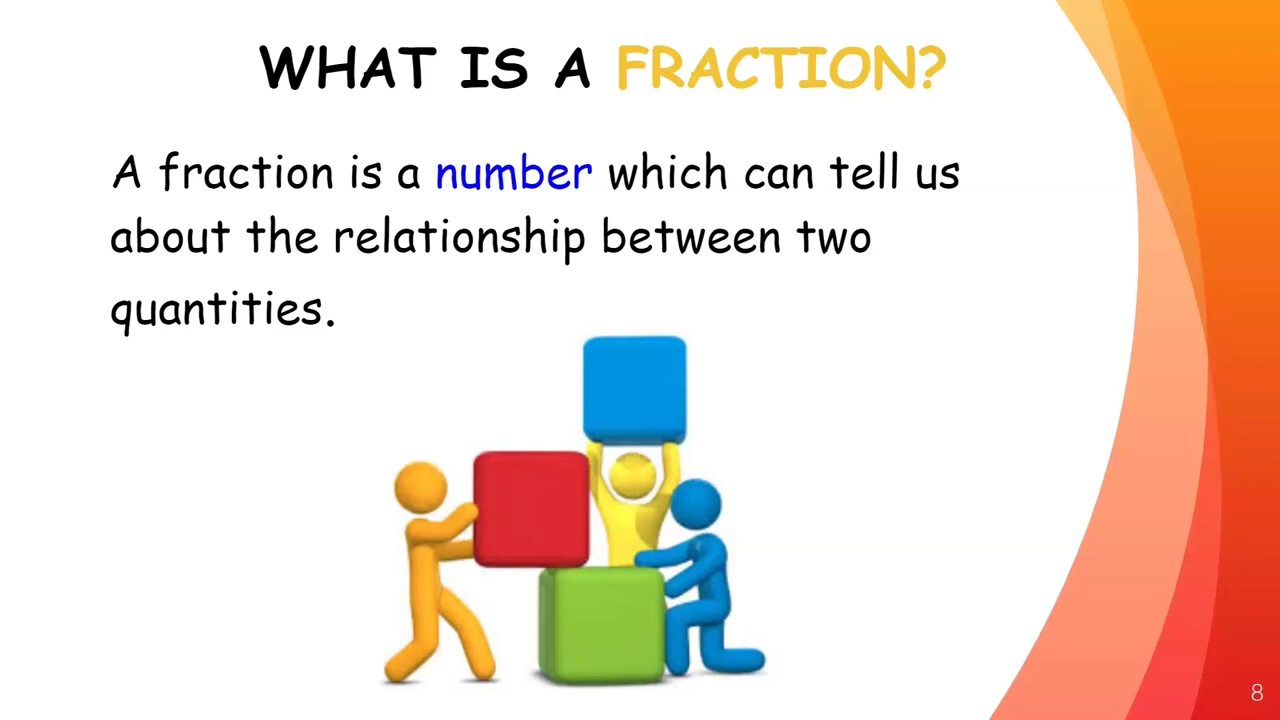 WHAT IS A FRACTION?
A fraction is a number which can tell us
about the relationship between two
quantities.
8